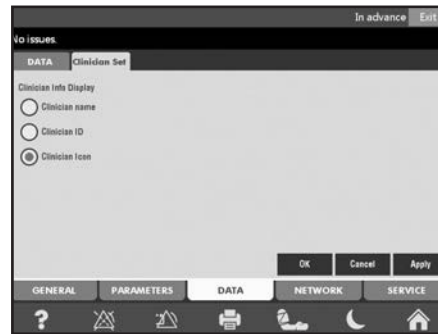 In advance Exit
No issues.
DATA Clinician Set
Clinician Info Display
Clinician name
Clinician ID
Clinician Icon
OK Cancel Apply
GENERAL PARAMETERS DATA NETWORK SERVICE
?